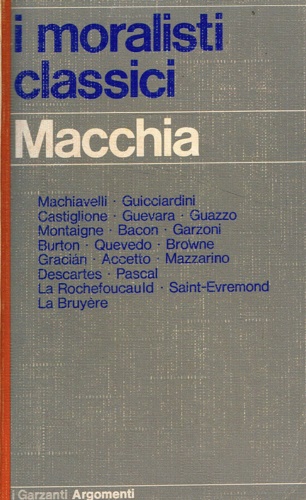 i moralisti
classici
Macchia
Machiavelli · Guicciardini
Castiglione · Guevara · Guazzo
Montaigne · Bacon · Garzoni
Burton · Quevedo · Browne
Gracián · Accetto · Mazzarino
Descartes · Pascal
La Rochefoucauld · Saint-Evremond
La Bruyère
i Garzanti Argomenti